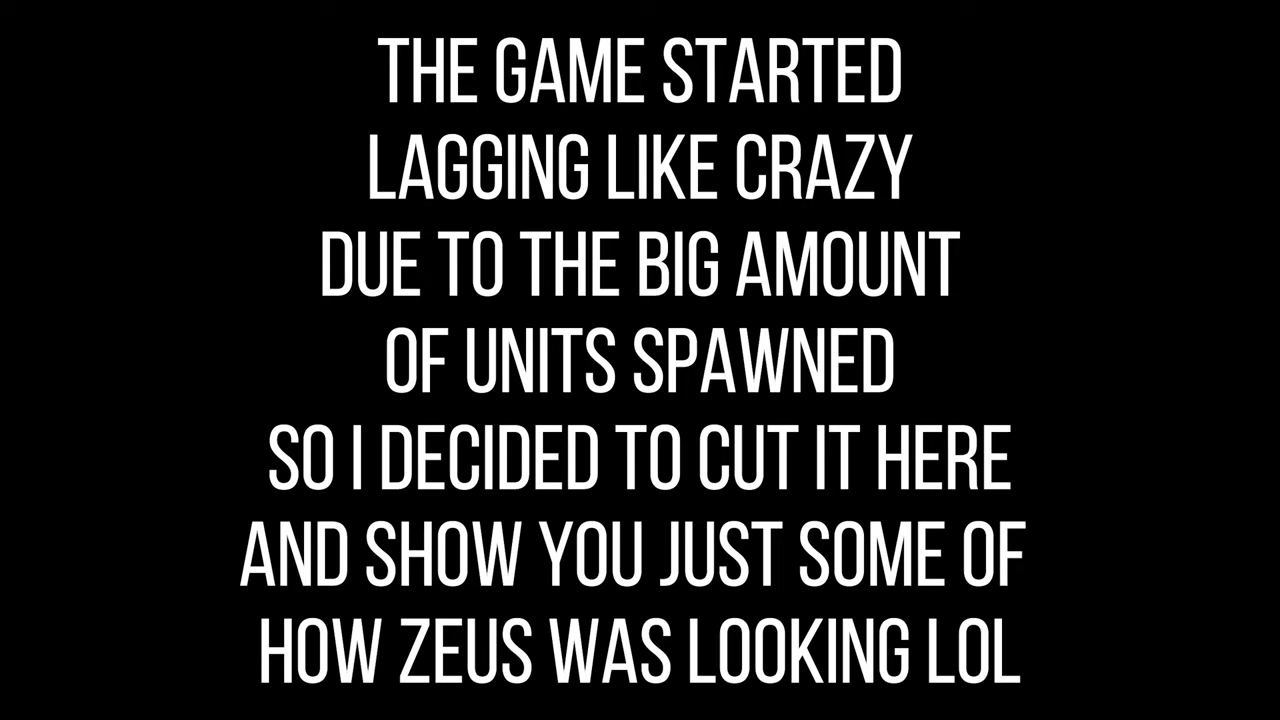 THE GAME STARTED
LAGGING LIKE CRAZY
DUE TO THE BIG AMOUNT
OF UNITS SPAWNED
SO I DECIDED TO CUT IT HERE
AND SHOW YOU JUST SOME OF
HOW ZEUS WAS LOOKING LOL